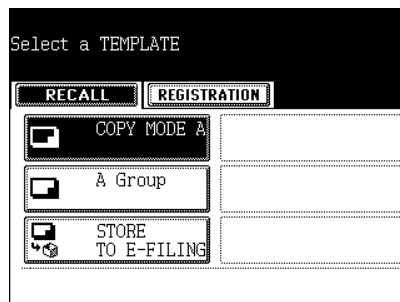 Select a TEMPLATE
RECALL REGISTRATION
COPY MODE A
A Group
STORE
TO E-FILING